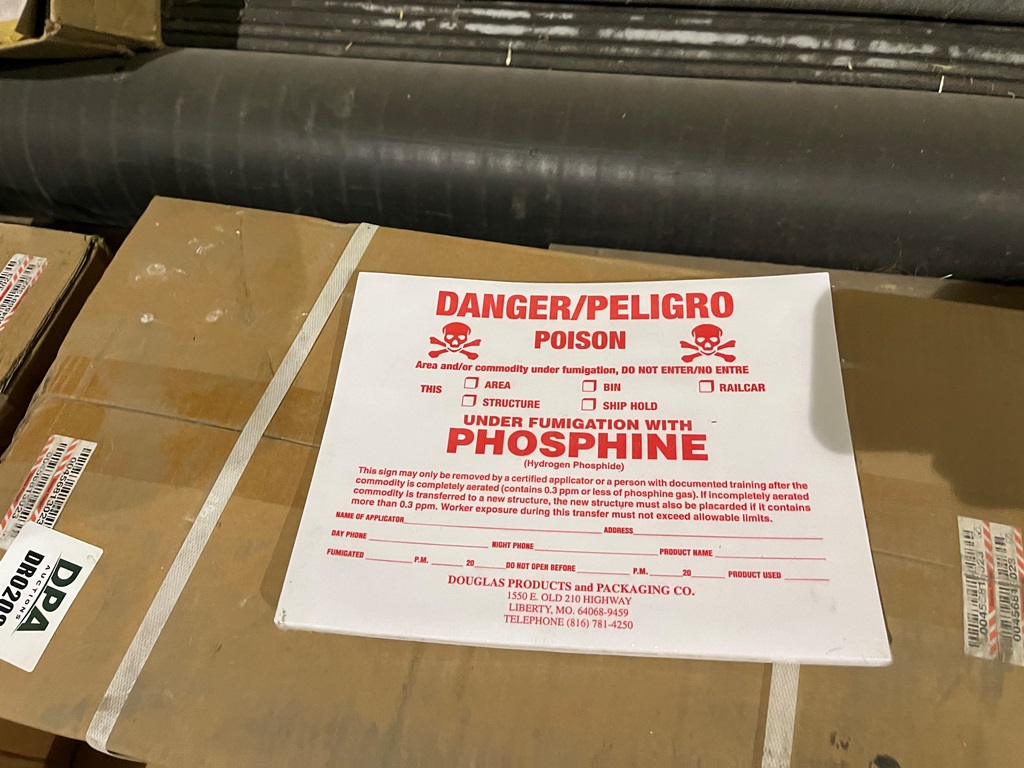 DANGER/PELIGRO
POISON
Area and/or commodity under fumigation, DO NOT ENTER/NO ENTRE
THIS AREA BIN RAILCAR
STRUCTURE SHIP HOLD
UNDER FUMIGATION WITH
PHOSPHINE
(Hydrogen Phosphide)
This sign may only be removed by a certified applicator or a person with documented training after the
commodity is completely aerated (contains 0.3 ppm or less of phosphine gas). If incompletely aerated
commodity is transferred to a new structure, the new structure must also be placarded if it contains
more than 0.3 ppm. Worker exposure during this transfer must not exceed allowable limits.
NAME OF APPLICATOR ADDRESS
DAY PHONE NIGHT PHONE PRODUCT NAME
FUMIGATED P.M. 20 DO NOT OPEN BEFORE P.M. 20 PRODUCT USED
DOUGLAS PRODUCTS and PACKAGING CO.
1550 E. OLD 210 HIGHWAY
LIBERTY, MO. 64068-9459
TELEPHONE (816) 781-4250
DPA
AUCTIONS